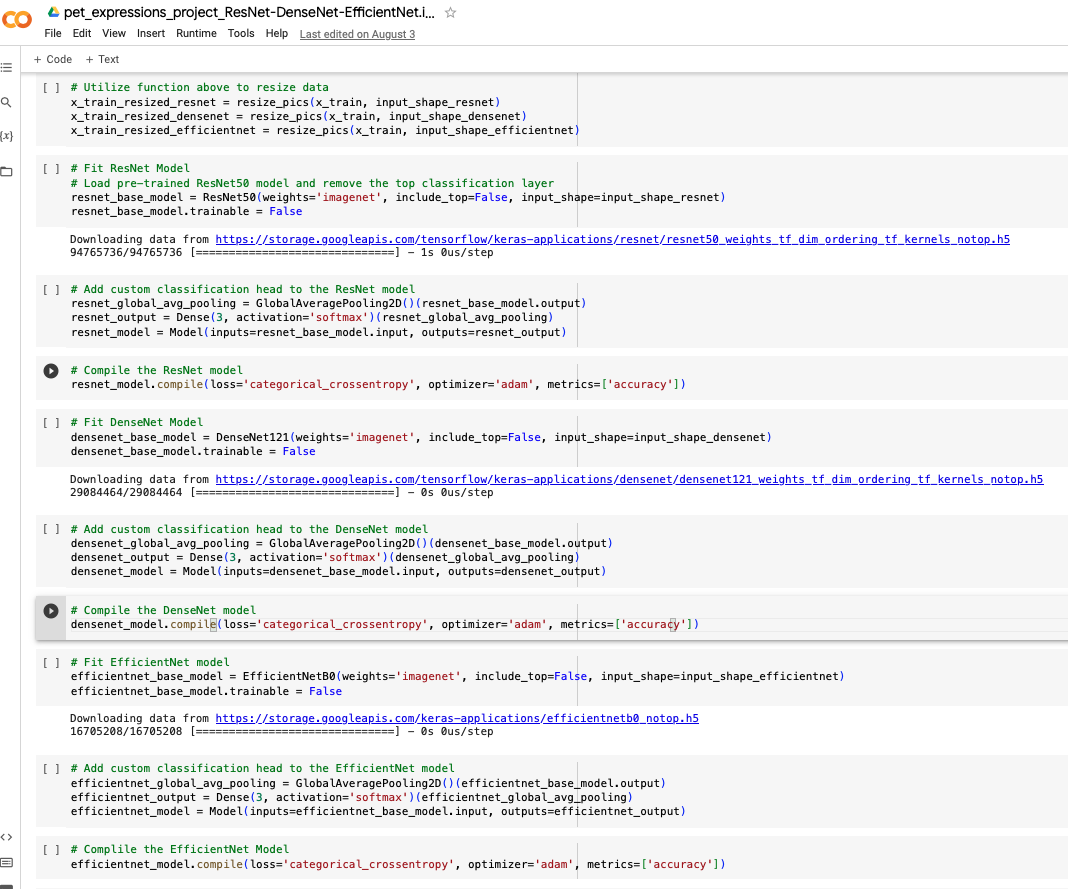 pet_expressions_project_ResNet-DenseNet-EfficientNet.i...
File Edit View Insert Runtime Tools Help Last edited on August 3
+ Code + Text
{x}
[ ] # Utilize function above to resize data
x_train_resized_resnet = resize_pics(x_train, input_shape_resnet)
x_train_resized_densenet = resize_pics(x_train, input_shape_densenet)
x_train_resized_efficientnet = resize_pics(x_train, input_shape_efficientnet)
[ ] # Fit ResNet Model
# Load pre-trained ResNet50 model and remove the top classification layer
resnet_base_model = ResNet50(weights='imagenet', include_top=False, input_shape=input_shape_resnet)
resnet_base_model.trainable = False
Downloading data from https://storage.googleapis.com/tensorflow/keras-applications/resnet/resnet50_weights_tf_dim_ordering_tf_kernels_notop.h5
94765736/94765736 [==============================] - 1s 0us/step
[ ] # Add custom classification head to the ResNet model
resnet_global_avg_pooling = GlobalAveragePooling2D()(resnet_base_model.output)
resnet_output = Dense(3, activation='softmax')(resnet_global_avg_pooling)
resnet_model = Model(inputs=resnet_base_model.input, outputs=resnet_output)
# Compile the ResNet model
resnet_model.compile(loss='categorical_crossentropy', optimizer='adam', metrics=['accuracy'])
[ ] # Fit DenseNet Model
densenet_base_model = DenseNet121(weights='imagenet', include_top=False, input_shape=input_shape_densenet)
densenet_base_model.trainable = False
Downloading data from https://storage.googleapis.com/tensorflow/keras-applications/densenet/densenet121_weights_tf_dim_ordering_tf_kernels_notop.h5
29084464/29084464 [==============================] - 0s 0us/step
[ ] # Add custom classification head to the DenseNet model
densenet_global_avg_pooling = GlobalAveragePooling2D()(densenet_base_model.output)
densenet_output = Dense(3, activation='softmax')(densenet_global_avg_pooling)
densenet_model = Model(inputs=densenet_base_model.input, outputs=densenet_output)
# Compile the DenseNet model
densenet_model.compile(loss='categorical_crossentropy', optimizer='adam', metrics=['accuracy'])
[ ] # Fit EfficientNet model
efficientnet_base_model = EfficientNetB0(weights='imagenet', include_top=False, input_shape=input_shape_efficientnet)
efficientnet_base_model.trainable = False
Downloading data from https://storage.googleapis.com/keras-applications/efficientnetb0_notop.h5
16705208/16705208 [==============================] - 0s 0us/step
[ ] # Add custom classification head to the EfficientNet model
efficientnet_global_avg_pooling = GlobalAveragePooling2D()(efficientnet_base_model.output)
efficientnet_output = Dense(3, activation='softmax')(efficientnet_global_avg_pooling)
efficientnet_model = Model(inputs=efficientnet_base_model.input, outputs=efficientnet_output)
[ ] # Complile the EfficientNet Model
efficientnet_model.compile(loss='categorical_crossentropy', optimizer='adam', metrics=['accuracy'])